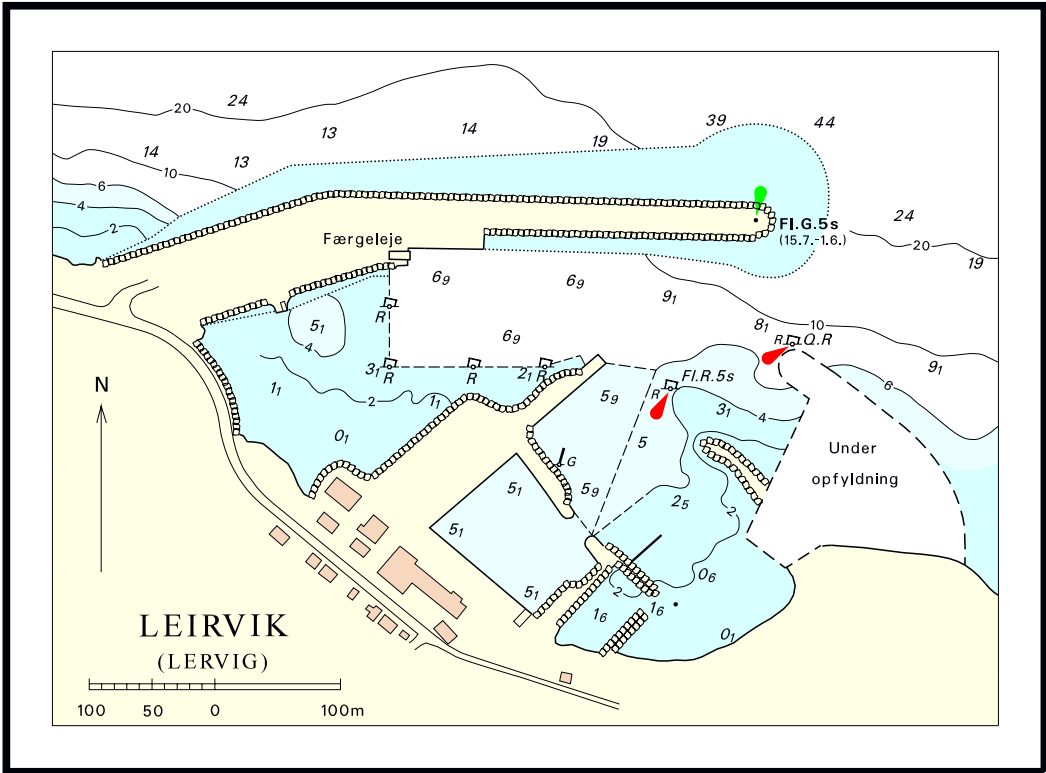 24
20
39
44
13
14
19
14
13
10
6
4
2
Færgeleje
Fl.G.5s
(15.7.-1.6.)
24
20
19
6₉
6₉
9₁
R
5₁
4
8₁
10
R
Q.R
6₉
3₁
R
R
2₁
R
9₁
6
Fl.R.5s
R
N
1₁
2
1₁
5₉
3₁
4
0₁
5
Under
opfyldning
G
5₁
5₉
2₅
2
5₁
0₆
5₁
2
1₆
1₆
0₁
LEIRVIK
(LERVIG)
100 50 0 100m